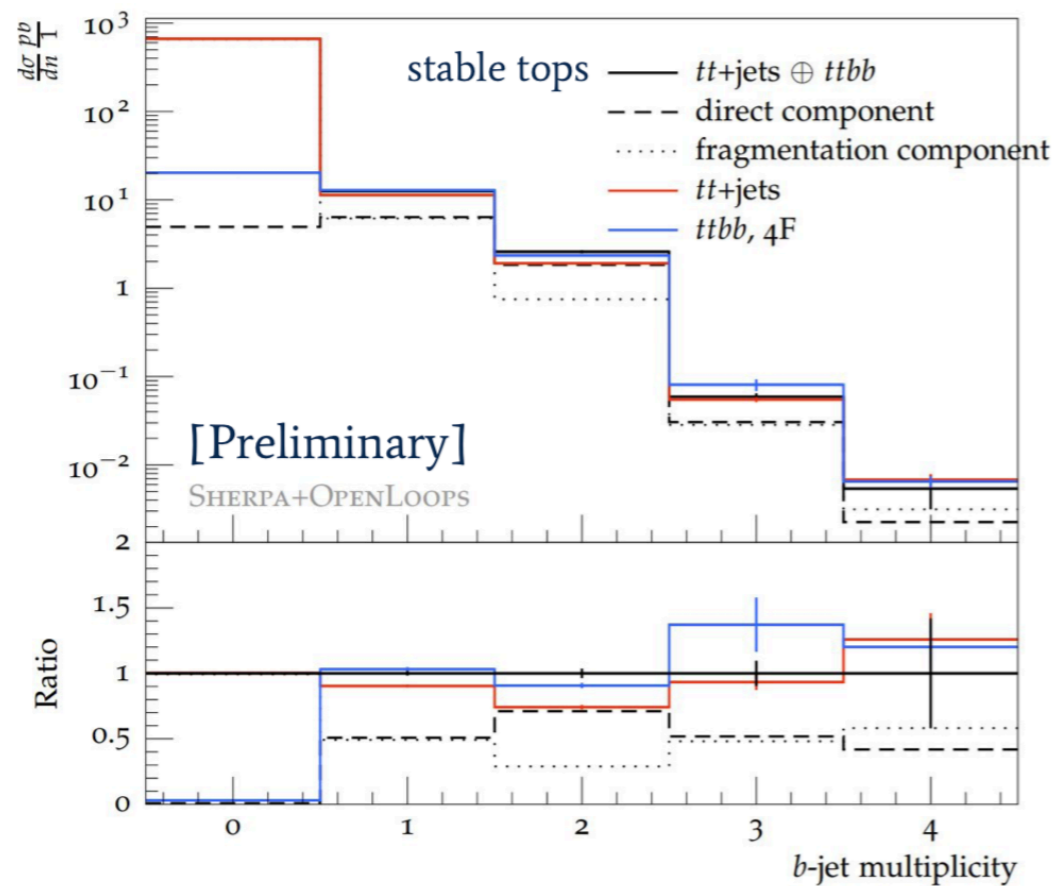 dσ/dn pb/1
10³
10²
10¹
1
10⁻¹
10⁻²
stable tops
tt+jets ⊕ ttbb
direct component
fragmentation component
tt+jets
ttbb, 4F
[Preliminary]
SHERPA+OPENLOOPS
Ratio
2
1.5
1
0.5
0
0 1 2 3 4
b-jet multiplicity